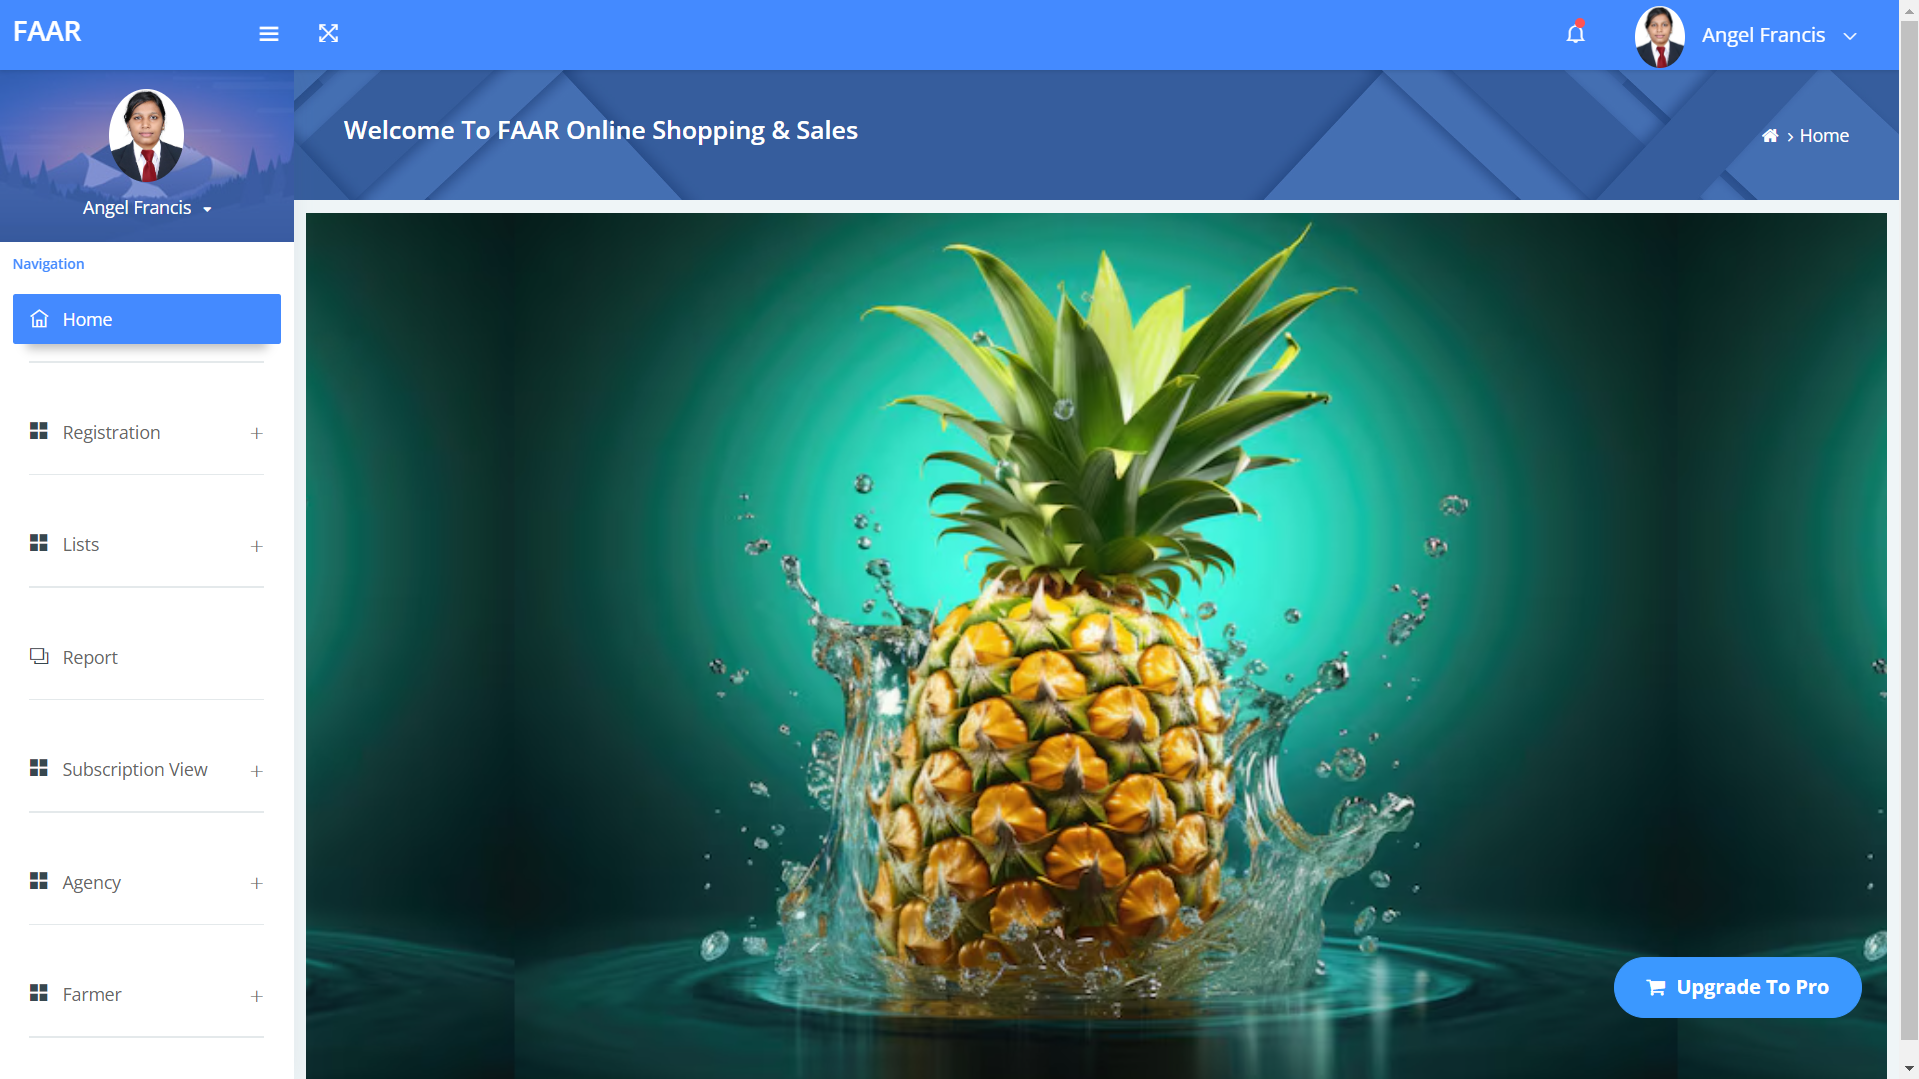 FAAR
Angel Francis
Angel Francis
Welcome To FAAR Online Shopping & Sales
› Home
Navigation
Home
Registration +
Lists +
Report
Subscription View +
Agency +
Farmer +
Upgrade To Pro